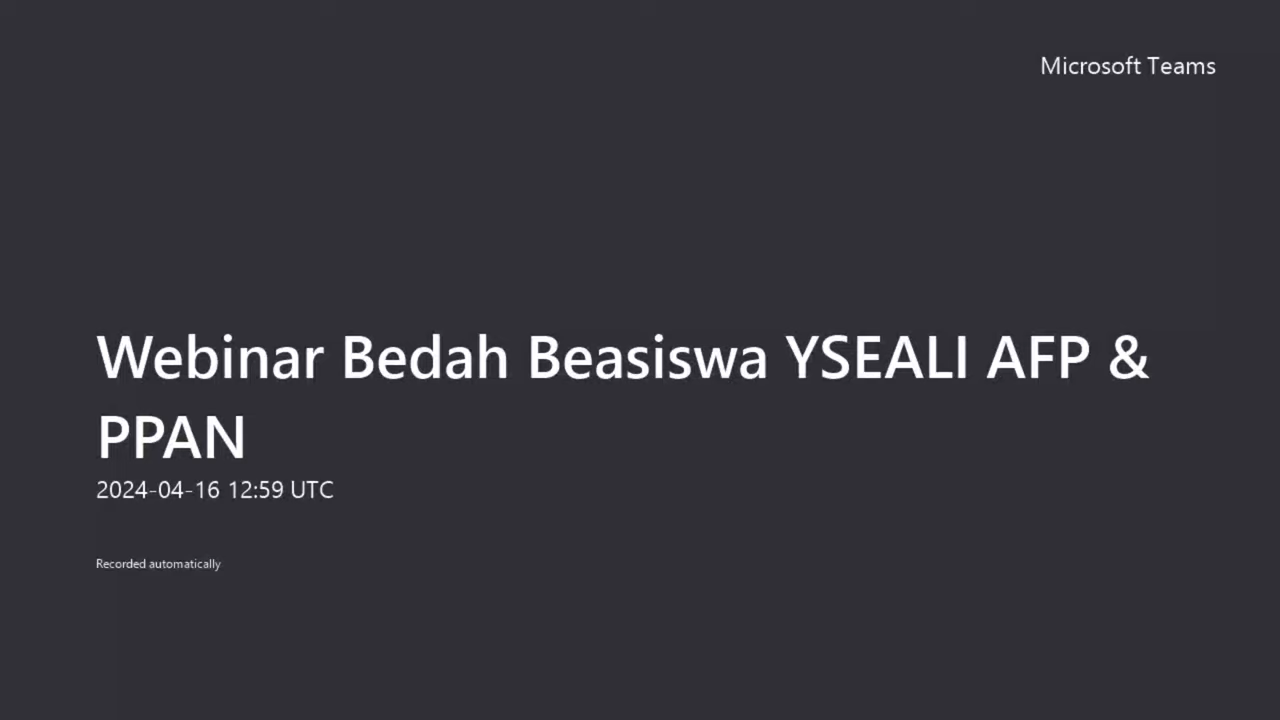 Microsoft Teams
Webinar Bedah Beasiswa YSEALI AFP &
PPAN
2024-04-16 12:59 UTC
Recorded automatically